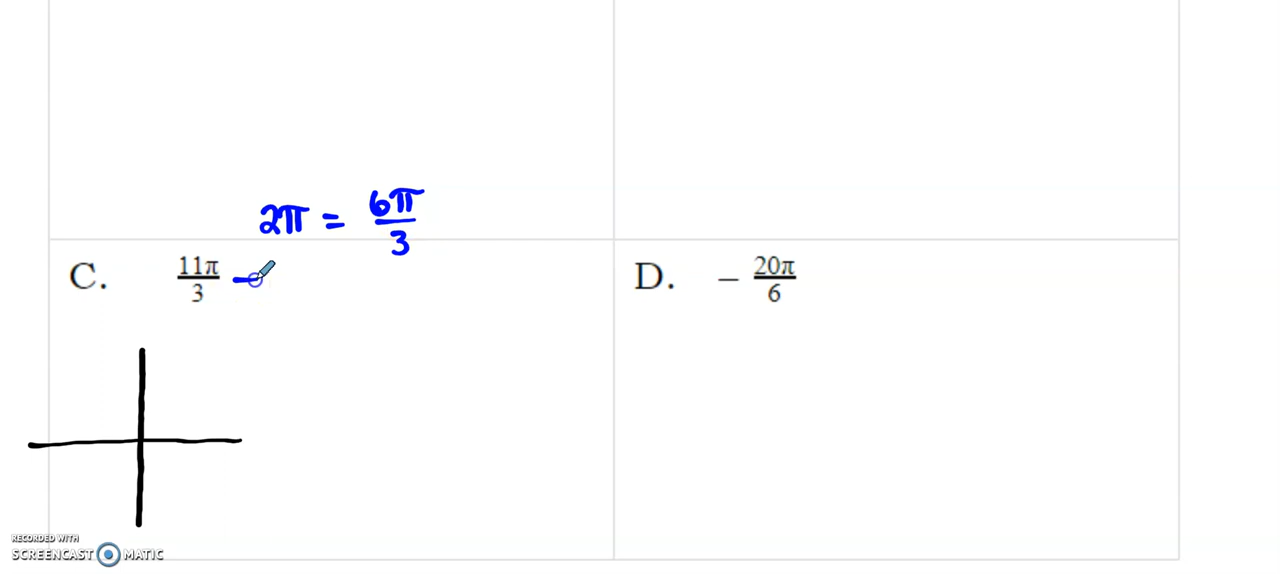 2π = 6π/3
C. 11π/3 −
D. − 20π/6
RECORDED WITH
SCREENCAST MATIC